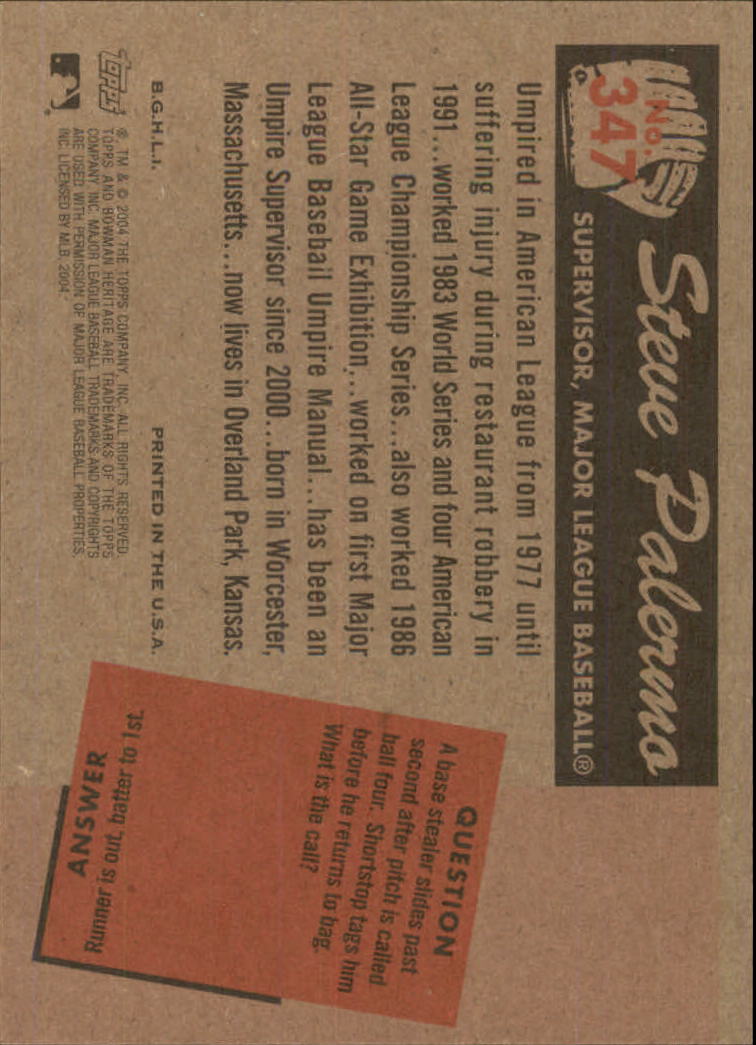 No.
347
Steve Palermo
SUPERVISOR, MAJOR LEAGUE BASEBALL®
Umpired in American League from 1977 until
suffering injury during restaurant robbery in
1991...worked 1983 World Series and four American
League Championship Series...also worked 1986
All-Star Game Exhibition...worked on first Major
League Baseball Umpire Manual...has been an
Umpire Supervisor since 2000...born in Worcester,
Massachusetts...now lives in Overland Park, Kansas.
B.G.H.L.I. PRINTED IN THE U.S.A.
TOPPS
®, TM & © 2004 THE TOPPS COMPANY, INC. ALL RIGHTS RESERVED.
TOPPS AND BOWMAN HERITAGE ARE TRADEMARKS OF THE TOPPS
COMPANY, INC. MAJOR LEAGUE BASEBALL TRADEMARKS AND COPYRIGHTS
ARE USED WITH PERMISSION OF MAJOR LEAGUE BASEBALL PROPERTIES,
INC. LICENSED BY MLB, 2004
QUESTION
A base stealer slides past
second after pitch is called
ball four. Shortstop tags him
before he returns to bag.
What is the call?
ANSWER
Runner is out, batter to 1st.